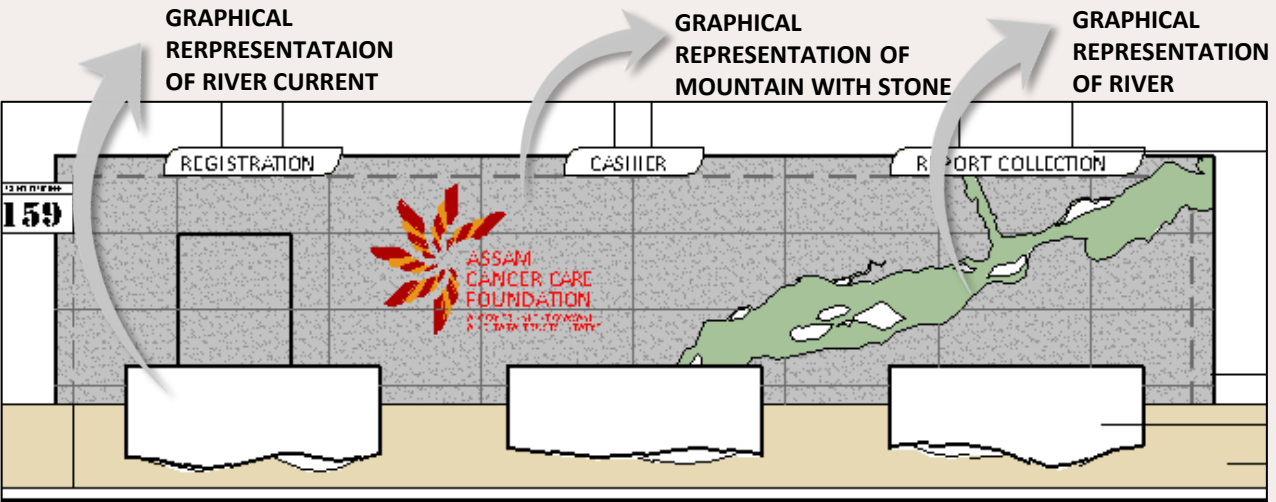 GRAPHICAL
RERPRESENTATAION
OF RIVER CURRENT
GRAPHICAL
REPRESENTATION OF
MOUNTAIN WITH STONE
GRAPHICAL
REPRESENTATION
OF RIVER
REGISTRATION
CASHIER
REPORT COLLECTION
159
ASSAM
CANCER CARE
FOUNDATION